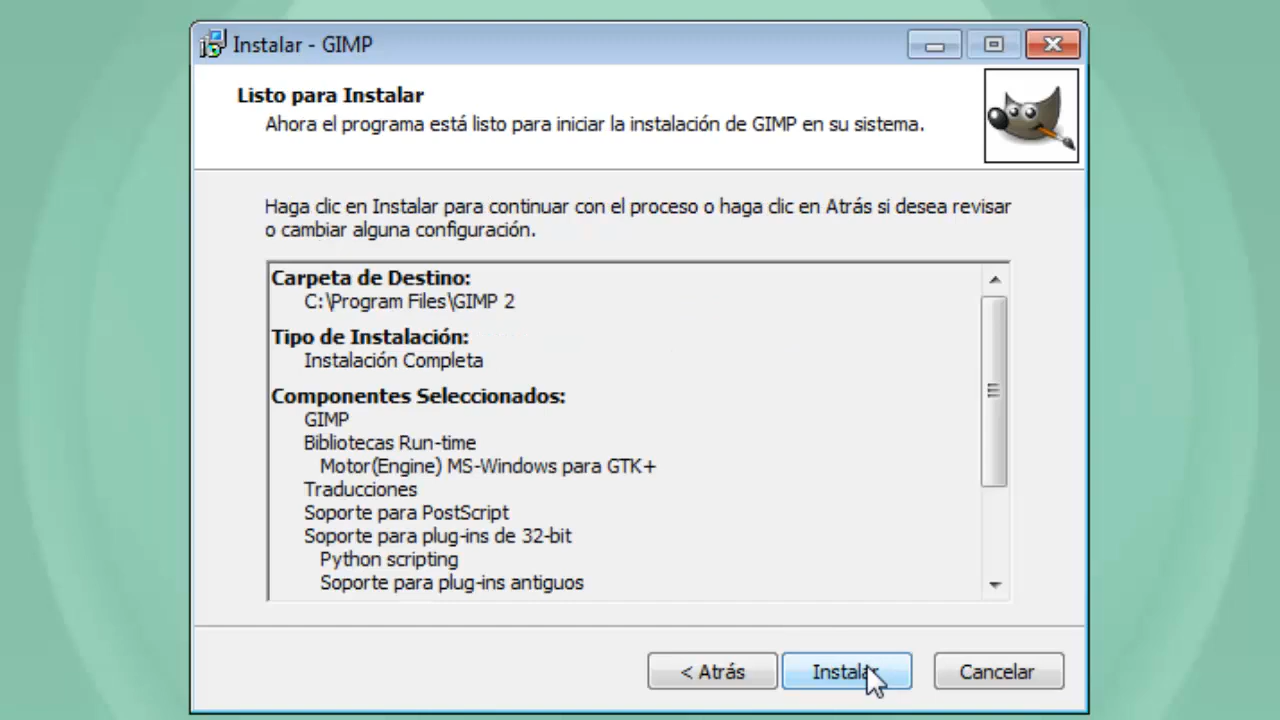 Instalar - GIMP
Listo para Instalar
Ahora el programa está listo para iniciar la instalación de GIMP en su sistema.
Haga clic en Instalar para continuar con el proceso o haga clic en Atrás si desea revisar
o cambiar alguna configuración.
Carpeta de Destino:
C:\Program Files\GIMP 2
Tipo de Instalación:
Instalación Completa
Componentes Seleccionados:
GIMP
Bibliotecas Run-time
Motor(Engine) MS-Windows para GTK+
Traducciones
Soporte para PostScript
Soporte para plug-ins de 32-bit
Python scripting
Soporte para plug-ins antiguos
< Atrás Instalar Cancelar